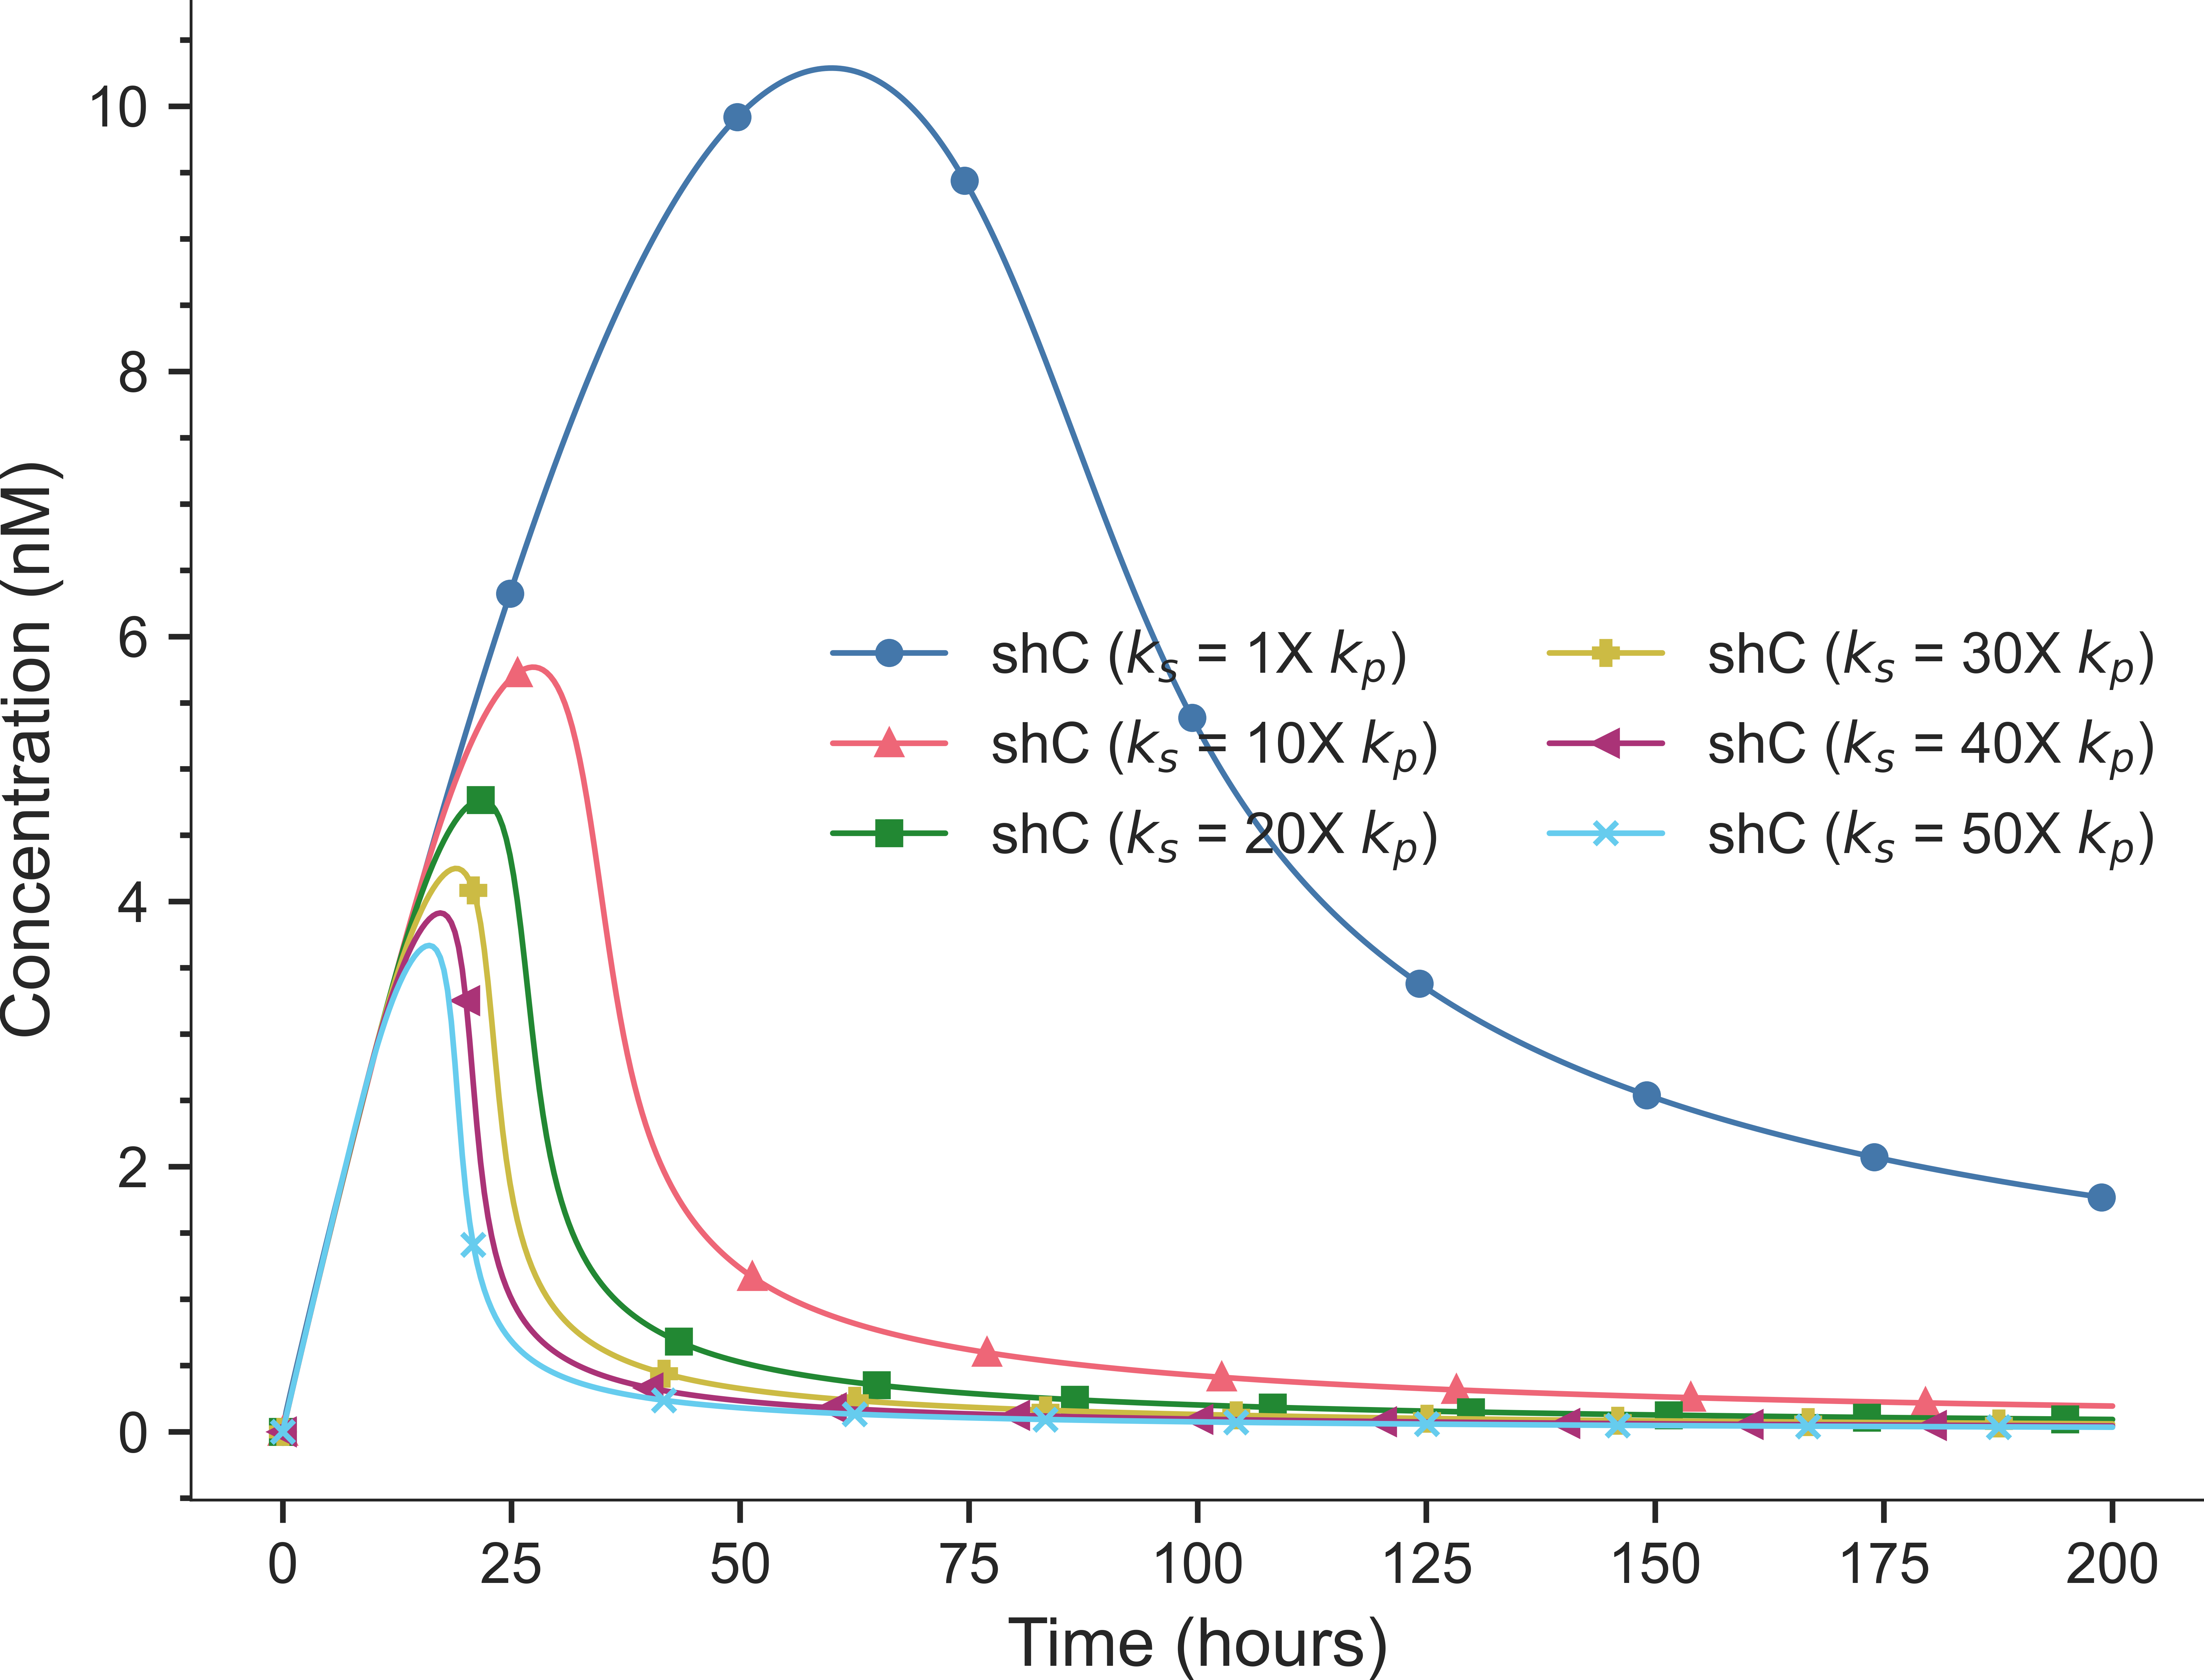 Concentration (nM)
10
8
6
4
2
0
shC (ks = 1X kp)
shC (ks = 10X kp)
shC (ks = 20X kp)
shC (ks = 30X kp)
shC (ks = 40X kp)
shC (ks = 50X kp)
0 25 50 75 100 125 150 175 200
Time (hours)